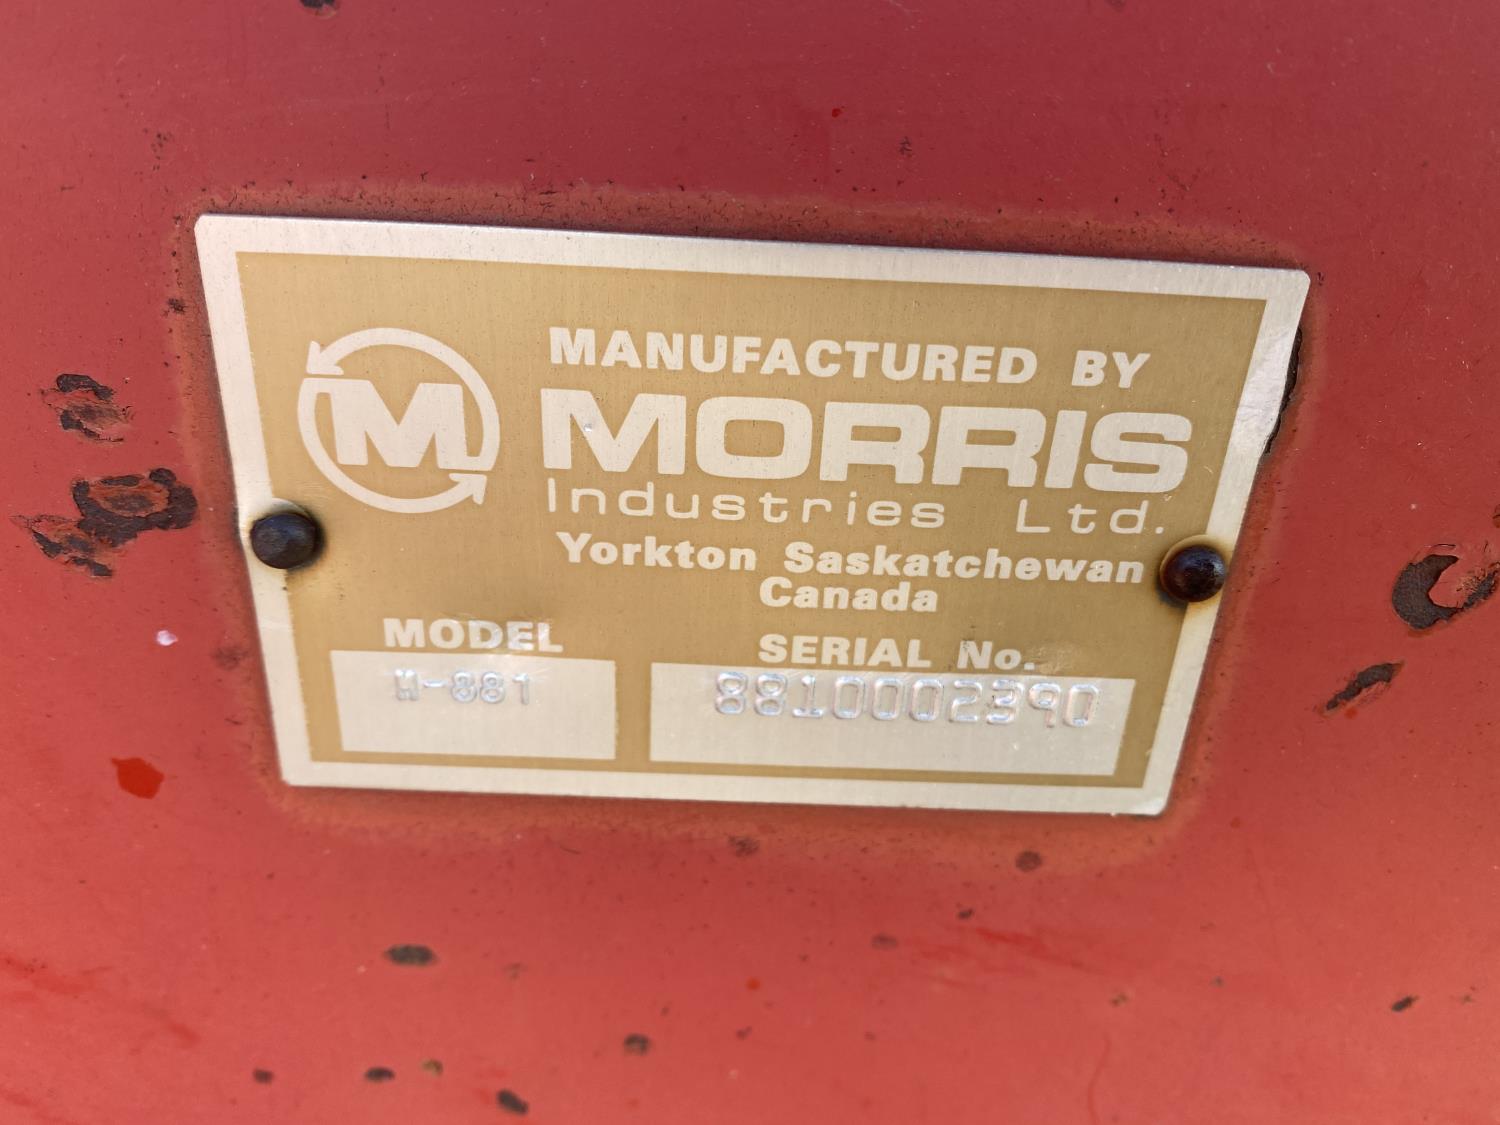 MANUFACTURED BY
M MORRIS
Industries Ltd.
Yorkton Saskatchewan
Canada
MODEL SERIAL No.
M-881 8810002390